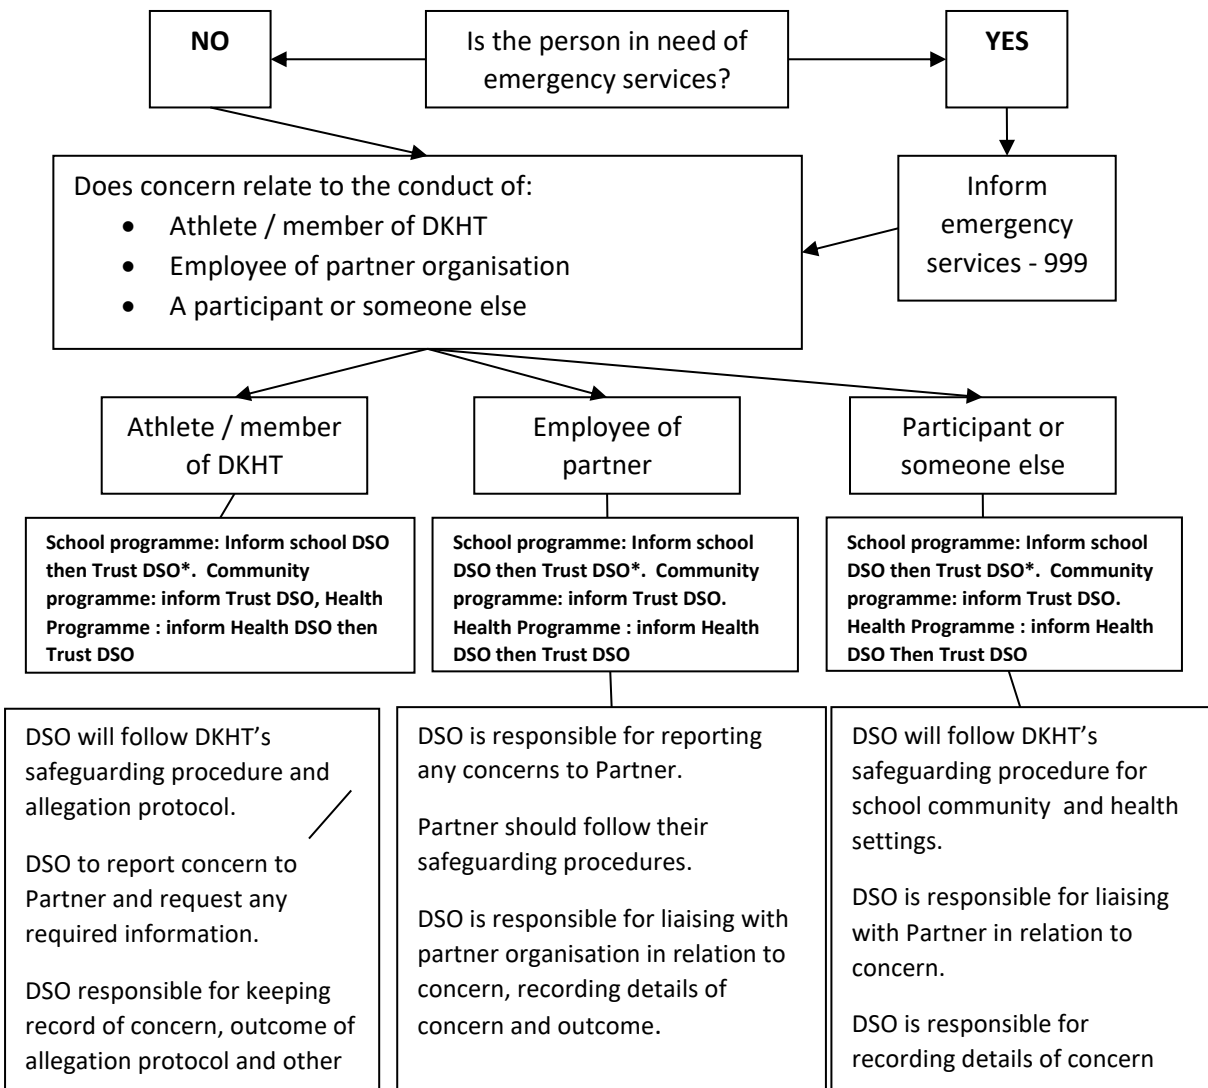 NO
Is the person in need of
emergency services?
YES
Does concern relate to the conduct of:
• Athlete / member of DKHT
• Employee of partner organisation
• A participant or someone else
Inform
emergency
services - 999
Athlete / member
of DKHT
Employee of
partner
Participant or
someone else
School programme: Inform school DSO
then Trust DSO*. Community
programme: inform Trust DSO, Health
Programme : inform Health DSO then
Trust DSO
School programme: Inform school
DSO then Trust DSO*. Community
programme: inform Trust DSO.
Health Programme : inform Health
DSO then Trust DSO
School programme: Inform school
DSO then Trust DSO*. Community
programme: inform Trust DSO.
Health Programme : inform Health
DSO Then Trust DSO
DSO will follow DKHT’s
safeguarding procedure and
allegation protocol.
DSO to report concern to
Partner and request any
required information.
DSO responsible for keeping
record of concern, outcome of
allegation protocol and other
DSO is responsible for reporting
any concerns to Partner.
Partner should follow their
safeguarding procedures.
DSO is responsible for liaising with
partner organisation in relation to
concern, recording details of
concern and outcome.
DSO will follow DKHT’s
safeguarding procedure for
school community  and health
settings.
DSO is responsible for liaising
with Partner in relation to
concern.
DSO is responsible for
recording details of concern